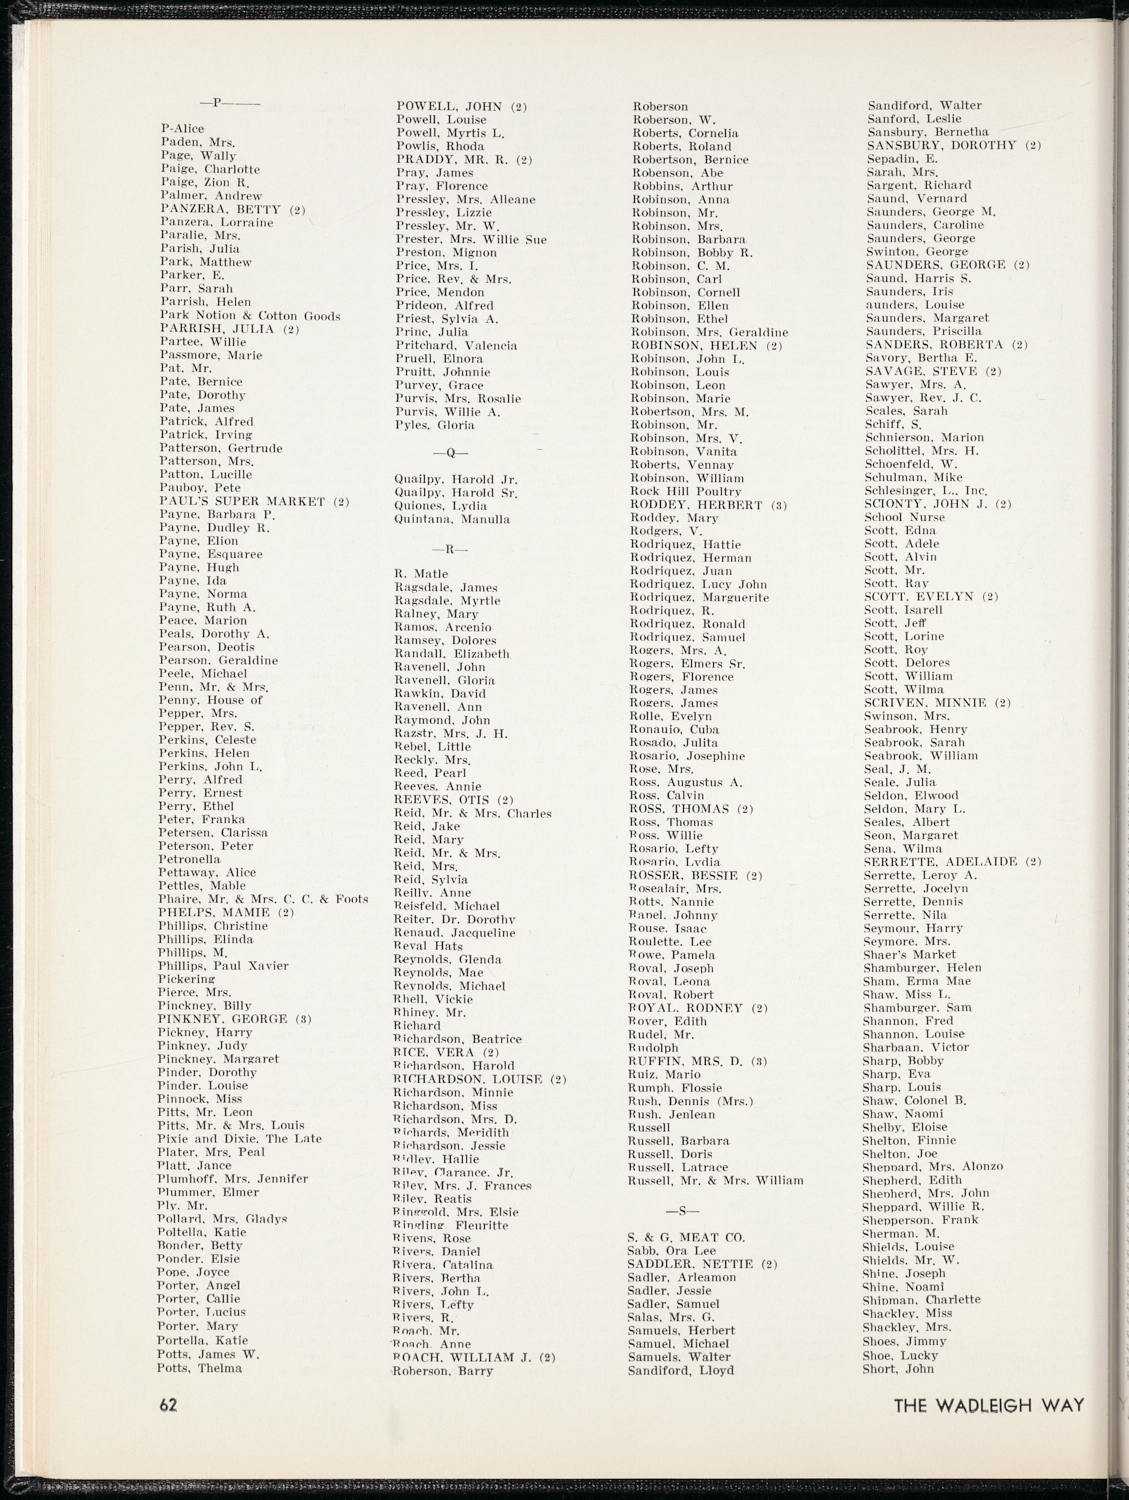 —P———
P-Alice
Paden, Mrs.
Page, Wally
Paige, Charlotte
Paige, Zion R.
Palmer, Andrew
PANZERA, BETTY (2)
Panzera, Lorraine
Paralie, Mrs.
Parish, Julia
Park, Matthew
Parker, E.
Parr, Sarah
Parrish, Helen
Park Notion & Cotton Goods
PARRISH, JULIA (2)
Partee, Willie
Passmore, Marie
Pat, Mr.
Pate, Bernice
Pate, Dorothy
Pate, James
Patrick, Alfred
Patrick, Irving
Patterson, Gertrude
Patterson, Mrs.
Patton, Lucille
Pauboy, Pete
PAUL'S SUPER MARKET (2)
Payne, Barbara P.
Payne, Dudley R.
Payne, Elion
Payne, Esquaree
Payne, Hugh
Payne, Ida
Payne, Norma
Payne, Ruth A.
Peace, Marion
Peals, Dorothy A.
Pearson, Deotis
Pearson, Geraldine
Peele, Michael
Penn, Mr. & Mrs.
Penny, House of
Pepper, Mrs.
Pepper, Rev. S.
Perkins, Celeste
Perkins, Helen
Perkins, John L.
Perry, Alfred
Perry, Ernest
Perry, Ethel
Peter, Franka
Petersen, Clarissa
Peterson, Peter
Petronella
Pettaway, Alice
Pettles, Mable
Phaire, Mr. & Mrs. C. C. & Foots
PHELPS, MAMIE (2)
Phillips, Christine
Phillips, Elinda
Phillips, M.
Phillips, Paul Xavier
Pickering
Pierce, Mrs.
Pinckney, Billy
PINKNEY, GEORGE (3)
Pickney, Harry
Pinkney, Judy
Pinckney, Margaret
Pinder, Dorothy
Pinder, Louise
Pinnock, Miss
Pitts, Mr. Leon
Pitts, Mr. & Mrs. Louis
Pixie and Dixie, The Late
Plater, Mrs. Peal
Platt, Jance
Plumhoff, Mrs. Jennifer
Plummer, Elmer
Ply, Mr.
Pollard, Mrs. Gladys
Poltella, Katie
Bonder, Betty
Ponder, Elsie
Pope, Joyce
Porter, Angel
Porter, Callie
Porter, Lucius
Porter, Mary
Portella, Katie
Potts, James W.
Potts, Thelma
POWELL, JOHN (2)
Powell, Louise
Powell, Myrtis L.
Powlis, Rhoda
PRADDY, MR. R. (2)
Pray, James
Pray, Florence
Pressley, Mrs. Alleane
Pressley, Lizzie
Pressley, Mr. W.
Prester, Mrs. Willie Sue
Preston, Mignon
Price, Mrs. I.
Price, Rev. & Mrs.
Price, Mendon
Prideon, Alfred
Priest, Sylvia A.
Princ, Julia
Pritchard, Valencia
Pruell, Elnora
Pruitt, Johnnie
Purvey, Grace
Purvis, Mrs. Rosalie
Purvis, Willie A.
Pyles, Gloria
—Q—
Quailpy, Harold Jr.
Quailpy, Harold Sr.
Quiones, Lydia
Quintana, Manulla
—R—
R. Matle
Ragsdale, James
Ragsdale, Myrtle
Ralney, Mary
Ramos, Arcenio
Ramsey, Dolores
Randall, Elizabeth
Ravenell, John
Ravenell, Gloria
Rawkin, David
Ravenell, Ann
Raymond, John
Razstr, Mrs. J. H.
Rebel, Little
Reckly, Mrs.
Reed, Pearl
Reeves, Annie
REEVES, OTIS (2)
Reid, Mr. & Mrs. Charles
Reid, Jake
Reid, Mary
Reid, Mr. & Mrs.
Reid, Mrs.
Reid, Sylvia
Reilly, Anne
Reisfeld, Michael
Reiter, Dr. Dorothy
Renaud, Jacqueline
Reval Hats
Reynolds, Glenda
Reynolds, Mae
Reynolds, Michael
Rhell, Vickie
Rhiney, Mr.
Richard
Richardson, Beatrice
RICE, VERA (2)
Richardson, Harold
RICHARDSON, LOUISE (2)
Richardson, Minnie
Richardson, Miss
Richardson, Mrs. D.
Richards, Meridith
Richardson, Jessie
Ridley, Hallie
Riley, Clarance, Jr.
Riley, Mrs. J. Frances
Riley, Reatis
Ringgold, Mrs. Elsie
Ringling, Fleuritte
Rivens, Rose
Rivers, Daniel
Rivera, Catalina
Rivers, Bertha
Rivers, John L.
Rivers, Lefty
Rivers, R.
Roach, Mr.
Roach, Anne
ROACH, WILLIAM J. (2)
Roberson, Barry
Roberson
Roberson, W.
Roberts, Cornelia
Roberts, Roland
Robertson, Bernice
Robenson, Abe
Robbins, Arthur
Robinson, Anna
Robinson, Mr.
Robinson, Mrs.
Robinson, Barbara
Robinson, Bobby R.
Robinson, C. M.
Robinson, Carl
Robinson, Cornell
Robinson, Ellen
Robinson, Ethel
Robinson, Mrs. Geraldine
ROBINSON, HELEN (2)
Robinson, John L.
Robinson, Louis
Robinson, Leon
Robinson, Marie
Robertson, Mrs. M.
Robinson, Mr.
Robinson, Mrs. V.
Robinson, Vanita
Roberts, Vennay
Robinson, William
Rock Hill Poultry
RODDEY, HERBERT (3)
Roddey, Mary
Rodgers, V.
Rodriquez, Hattie
Rodriquez, Herman
Rodriquez, Juan
Rodriquez, Lucy John
Rodriquez, Marguerite
Rodriquez, R.
Rodriquez, Ronald
Rodriquez, Samuel
Rogers, Mrs. A.
Rogers, Elmers Sr.
Rogers, Florence
Rogers, James
Rogers, James
Rolle, Evelyn
Ronauio, Cuba
Rosado, Julita
Rosario, Josephine
Rose, Mrs.
Ross, Augustus A.
Ross, Calvin
ROSS, THOMAS (2)
Ross, Thomas
Ross, Willie
Rosario, Lefty
Rosario, Lydia
ROSSER, BESSIE (2)
Rosealair, Mrs.
Rotts, Nannie
Ranel, Johnny
Rouse, Isaac
Roulette, Lee
Rowe, Pamela
Royal, Joseph
Royal, Leona
Royal, Robert
ROYAL, RODNEY (2)
Rover, Edith
Rudel, Mr.
Rudolph
RUFFIN, MRS. D. (3)
Ruiz, Mario
Rumph, Flossie
Rush, Dennis (Mrs.)
Rush, Jenlean
Russell
Russell, Barbara
Russell, Doris
Russell, Latrace
Russell, Mr. & Mrs. William
—S—
S. & G. MEAT CO.
Sabb, Ora Lee
SADDLER, NETTIE (2)
Sadler, Arleamon
Sadler, Jessie
Sadler, Samuel
Salas, Mrs. G.
Samuels, Herbert
Samuel, Michael
Samuels, Walter
Sandiford, Lloyd
Sandiford, Walter
Sanford, Leslie
Sansbury, Bernetha
SANSBURY, DOROTHY (2)
Sepadin, E.
Sarah, Mrs.
Sargent, Richard
Saund, Vernard
Saunders, George M.
Saunders, Caroline
Saunders, George
Swinton, George
SAUNDERS, GEORGE (2)
Saund, Harris S.
Saunders, Iris
aunders, Louise
Saunders, Margaret
Saunders, Priscilla
SANDERS, ROBERTA (2)
Savory, Bertha E.
SAVAGE, STEVE (2)
Sawyer, Mrs. A.
Sawyer, Rev. J. C.
Scales, Sarah
Schiff, S.
Schnierson, Marion
Scholittel, Mrs. H.
Schoenfeld, W.
Schulman, Mike
Schlesinger, L., Inc.
SCIONTY, JOHN J. (2)
School Nurse
Scott, Edna
Scott, Adele
Scott, Alvin
Scott, Mr.
Scott, Ray
SCOTT, EVELYN (2)
Scott, Isarell
Scott, Jeff
Scott, Lorine
Scott, Roy
Scott, Delores
Scott, William
Scott, Wilma
SCRIVEN, MINNIE (2)
Swinson, Mrs.
Seabrook, Henry
Seabrook, Sarah
Seabrook, William
Seal, J. M.
Seale, Julia
Seldon, Elwood
Seldon, Mary L.
Seales, Albert
Seon, Margaret
Sena, Wilma
SERRETTE, ADELAIDE (2)
Serrette, Leroy A.
Serrette, Jocelyn
Serrette, Dennis
Serrette, Nila
Seymour, Harry
Seymore, Mrs.
Shaer's Market
Shamburger, Helen
Sham, Erma Mae
Shaw, Miss L.
Shamburger, Sam
Shannon, Fred
Shannon, Louise
Sharbaan, Victor
Sharp, Bobby
Sharp, Eva
Sharp, Louis
Shaw, Colonel B.
Shaw, Naomi
Shelby, Eloise
Shelton, Finnie
Shelton, Joe
Sheppard, Mrs. Alonzo
Shepherd, Edith
Shepherd, Mrs. John
Sheppard, Willie R.
Shepperson, Frank
Sherman, M.
Shields, Louise
Shields, Mr. W.
Shine, Joseph
Shine, Noami
Shipman, Charlette
Shackley, Miss
Shackley, Mrs.
Shoes, Jimmy
Shoe, Lucky
Short, John
62
THE WADLEIGH WAY